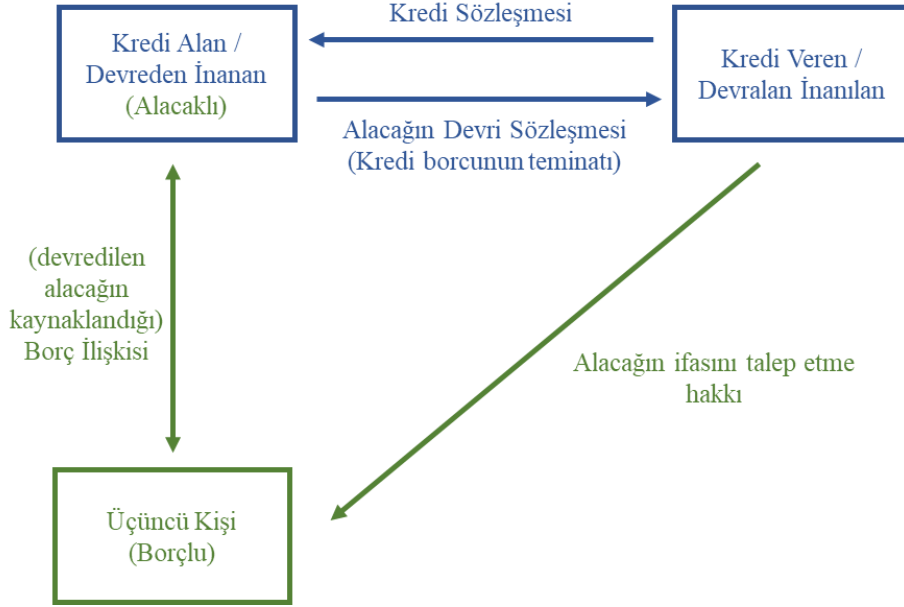 Kredi Sözleşmesi
Kredi Alan /
Devreden İnanan
(Alacaklı)
Kredi Veren /
Devralan İnanılan
Alacağın Devri Sözleşmesi
(Kredi borcunun teminatı)
(devredilen
alacağın
kaynaklandığı)
Borç İlişkisi
Alacağın ifasını talep etme
hakkı
Üçüncü Kişi
(Borçlu)